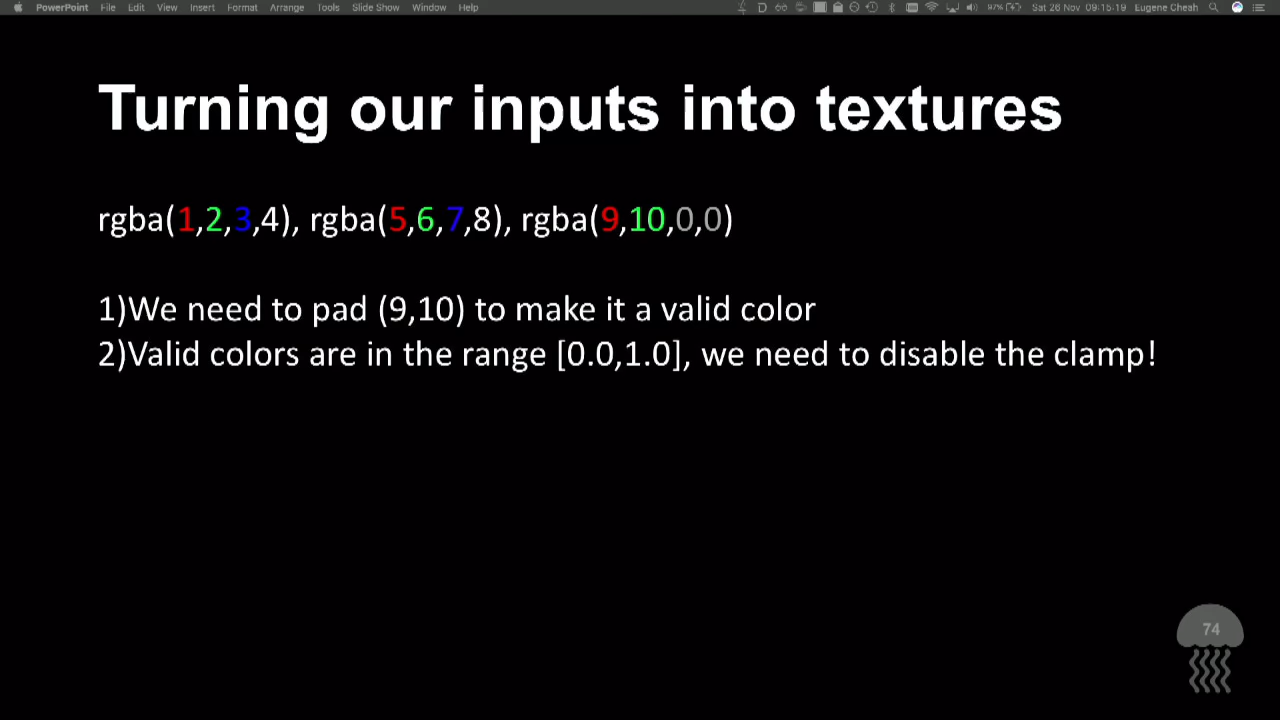 PowerPoint File Edit View Insert Format Arrange Tools Slide Show Window Help 97% Sat 26 Nov 09:15:19 Eugene Cheah
Turning our inputs into textures
rgba(1,2,3,4), rgba(5,6,7,8), rgba(9,10,0,0)
1)We need to pad (9,10) to make it a valid color
2)Valid colors are in the range [0.0,1.0], we need to disable the clamp!
74